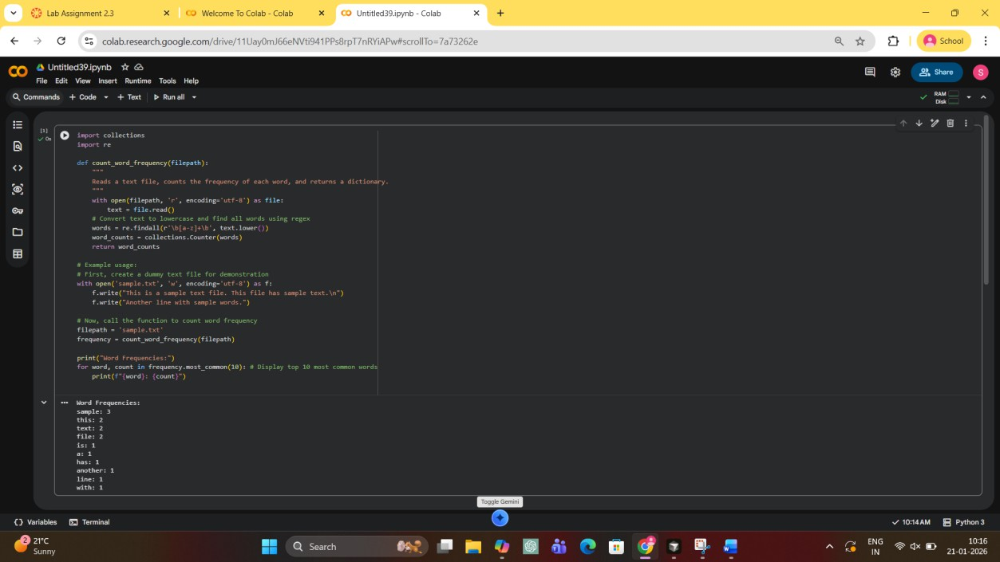 Lab Assignment 2.3
Welcome To Colab - Colab
Untitled39.ipynb - Colab
colab.research.google.com/drive/11Uay0mJ66eNVti941PPs8rpT7nRYiAPw#scrollTo=7a73262e
School
Untitled39.ipynb
File Edit View Insert Runtime Tools Help
Share
S
Commands + Code + Text Run all
RAM
Disk
[1]
0s
import collections
import re
def count_word_frequency(filepath):
"""
Reads a text file, counts the frequency of each word, and returns a dictionary.
"""
with open(filepath, 'r', encoding='utf-8') as file:
text = file.read()
# Convert text to lowercase and find all words using regex
words = re.findall(r'\b[a-z]+\b', text.lower())
word_counts = collections.Counter(words)
return word_counts
# Example usage:
# First, create a dummy text file for demonstration
with open('sample.txt', 'w', encoding='utf-8') as f:
f.write("This is a sample text file. This file has sample text.\n")
f.write("Another line with sample words.")
# Now, call the function to count word frequency
filepath = 'sample.txt'
frequency = count_word_frequency(filepath)
print("Word Frequencies:")
for word, count in frequency.most_common(10): # Display top 10 most common words
print(f"{word}: {count}")
Word Frequencies:
sample: 3
this: 2
text: 2
file: 2
is: 1
a: 1
has: 1
another: 1
line: 1
with: 1
Toggle Gemini
Variables Terminal
10:14 AM Python 3
2
21°C
Sunny
Search
ENG
IN
10:16
21-01-2026